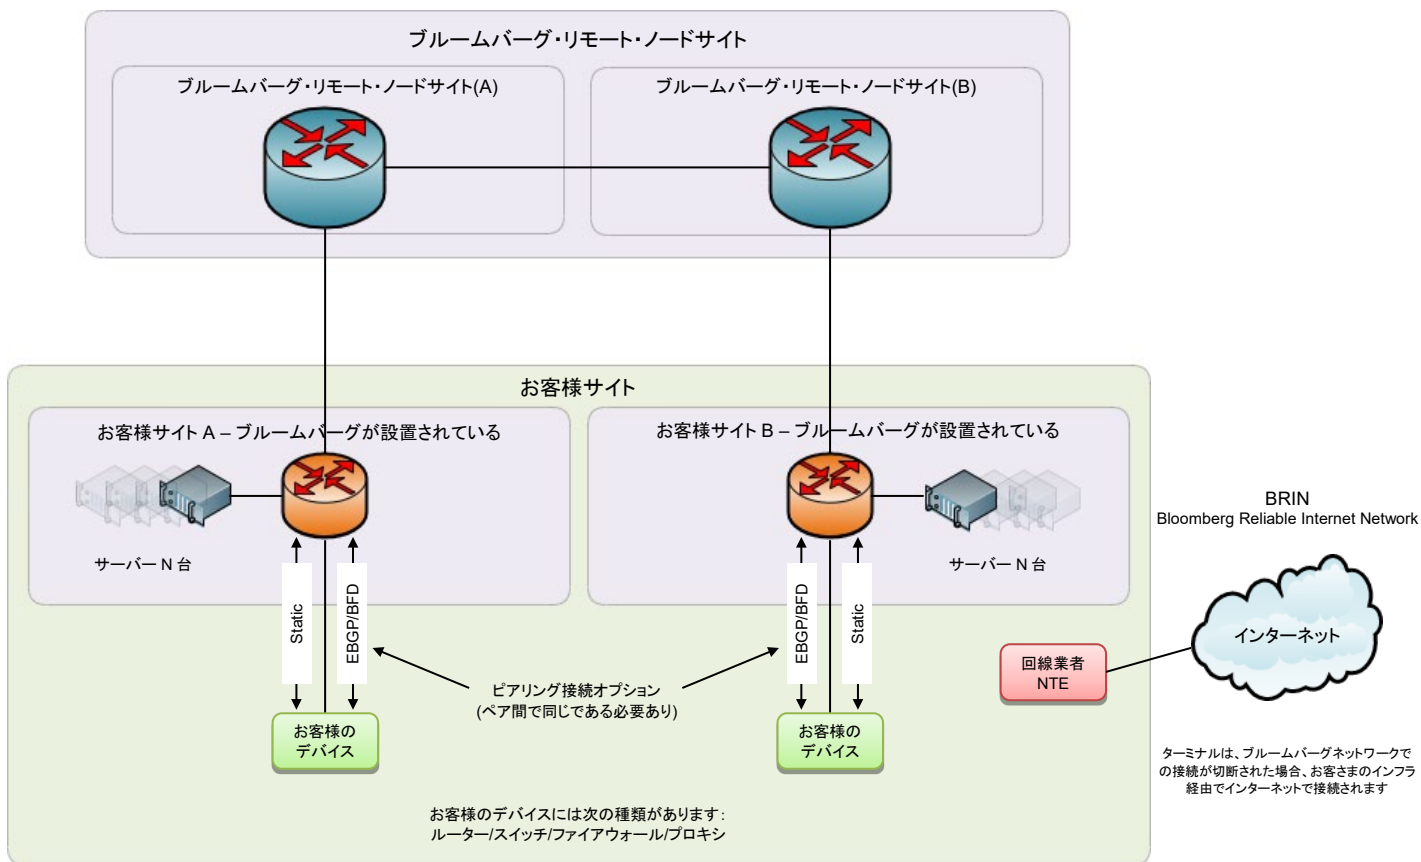 ブルームバーグ・リモート・ノードサイト
ブルームバーグ・リモート・ノードサイト(A)
ブルームバーグ・リモート・ノードサイト(B)
お客様サイト
お客様サイト A – ブルームバーグが設置されている
お客様サイト B – ブルームバーグが設置されている
サーバー N 台
サーバー N 台
BRIN
Bloomberg Reliable Internet Network
Static
EBGP/BFD
EBGP/BFD
Static
インターネット
回線業者
NTE
ピアリング接続オプション
(ペア間で同じである必要あり)
お客様の
デバイス
お客様の
デバイス
ターミナルは、ブルームバーグネットワークで
の接続が切断された場合、お客さまのインフラ
経由でインターネットで接続されます
お客様のデバイスには次の種類があります:
ルーター/スイッチ/ファイアウォール/プロキシ